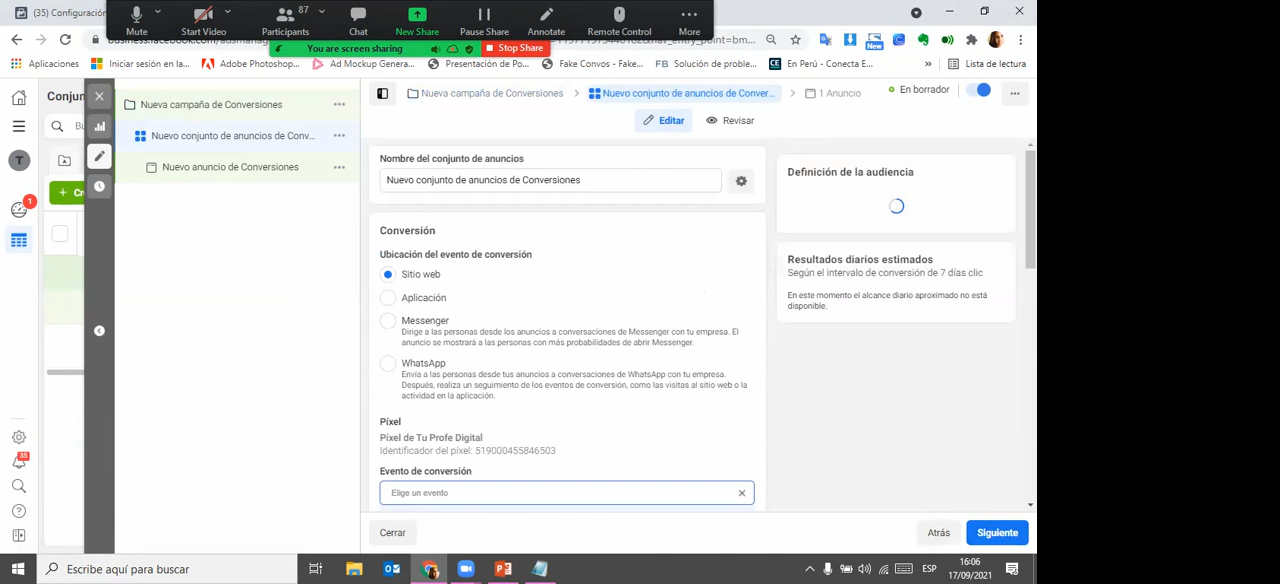 (35) Configuració
Mute
Start Video
87
Participants
Chat
New Share
Pause Share
Annotate
Remote Control
More
You are screen sharing
Stop Share
New
Aplicaciones
Iniciar sesión en la...
Adobe Photoshop...
Ad Mockup Genera...
Presentación de Po...
Fake Convos - Fake...
FB Solución de proble...
En Perú - Conecta E...
»
Lista de lectura
Conjun
Nueva campaña de Conversiones
Nuevo conjunto de anuncios de Conv...
Nuevo anuncio de Conversiones
T
1
35
+ Cr
Nueva campaña de Conversiones
Nuevo conjunto de anuncios de Conver...
1 Anuncio
En borrador
Editar
Revisar
Nombre del conjunto de anuncios
Nuevo conjunto de anuncios de Conversiones
Conversión
Ubicación del evento de conversión
Sitio web
Aplicación
Messenger
Dirige a las personas desde los anuncios a conversaciones de Messenger con tu empresa. El
anuncio se mostrará a las personas con más probabilidades de abrir Messenger.
WhatsApp
Envía a las personas desde tus anuncios a conversaciones de WhatsApp con tu empresa.
Después, realiza un seguimiento de los eventos de conversión, como las visitas al sitio web o la
actividad en la aplicación.
Píxel
Píxel de Tu Profe Digital
Identificador del píxel: 519000455846503
Evento de conversión
Elige un evento
Definición de la audiencia
Resultados diarios estimados
Según el intervalo de conversión de 7 días clic
En este momento el alcance diario aproximado no está
disponible.
Cerrar
Atrás
Siguiente
Escribe aquí para buscar
ESP
16:06
17/09/2021